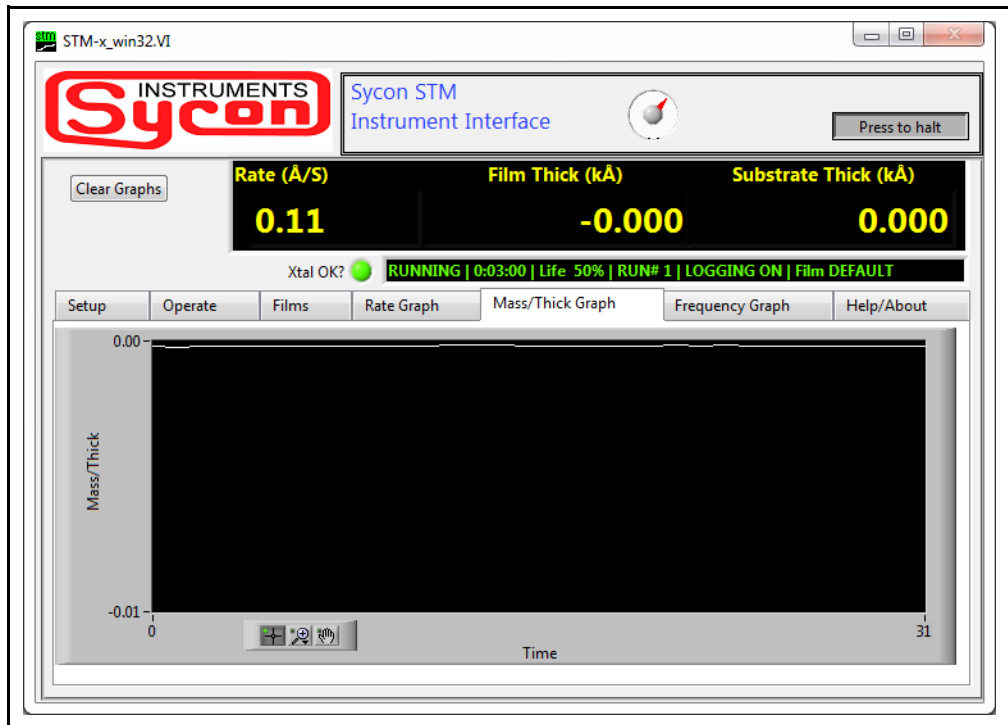 stm
STM-x_win32.VI
INSTRUMENTS
Sycon
Sycon STM
Instrument Interface
Press to halt
Clear Graphs
Rate (Å/S) Film Thick (kÅ) Substrate Thick (kÅ)
0.11 -0.000 0.000
Xtal OK? RUNNING | 0:03:00 | Life 50% | RUN# 1 | LOGGING ON | Film DEFAULT
Setup Operate Films Rate Graph Mass/Thick Graph Frequency Graph Help/About
0.00
Mass/Thick
-0.01
0 31
Time